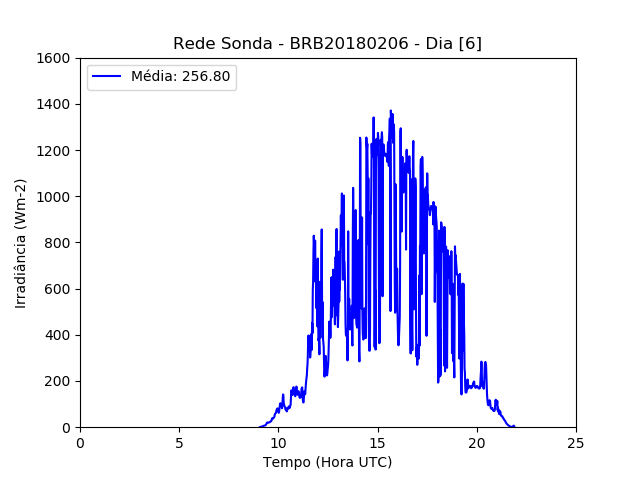 Rede Sonda - BRB20180206 - Dia [6]
Média: 256.80
Irradiância (Wm-2)
1600
1400
1200
1000
800
600
400
200
0
0 5 10 15 20 25
Tempo (Hora UTC)